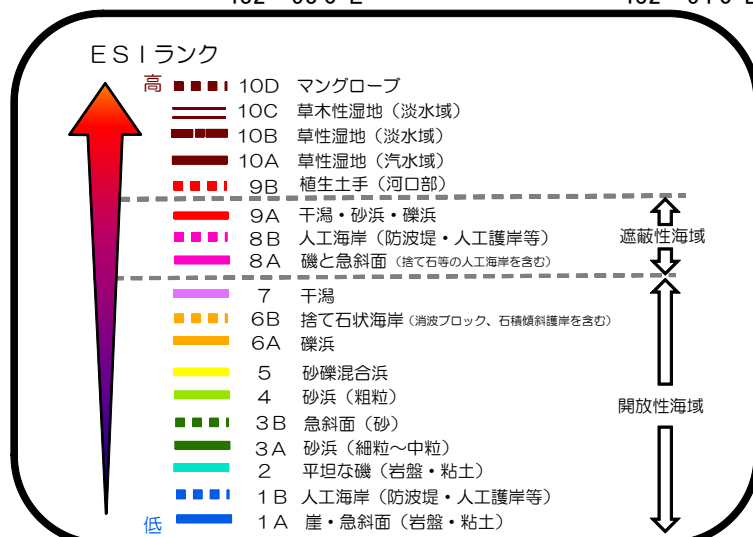 ESIランク
高 10D マングローブ
10C 草木性湿地（淡水域）
10B 草性湿地（淡水域）
10A 草性湿地（汽水域）
9B 植生土手（河口部）
9A 干潟・砂浜・礫浜
8B 人工海岸（防波堤・人工護岸等）
遮蔽性海域
8A 磯と急斜面（捨て石等の人工海岸を含む）
7 干潟
6B 捨て石状海岸（消波ブロック、石積傾斜護岸を含む）
6A 礫浜
5 砂礫混合浜
4 砂浜（粗粒）
開放性海域
3B 急斜面（砂）
3A 砂浜（細粒～中粒）
2 平坦な磯（岩盤・粘土）
1B 人工海岸（防波堤・人工護岸等）
低 1A 崖・急斜面（岩盤・粘土）